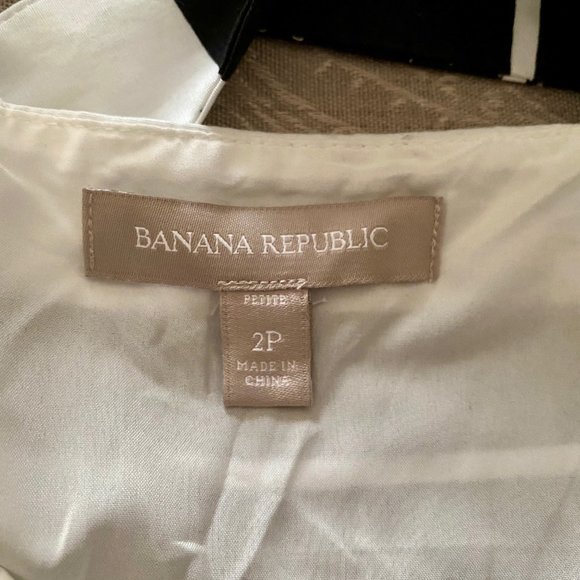 BANANA REPUBLIC
PETITE
2P
MADE IN
CHINA